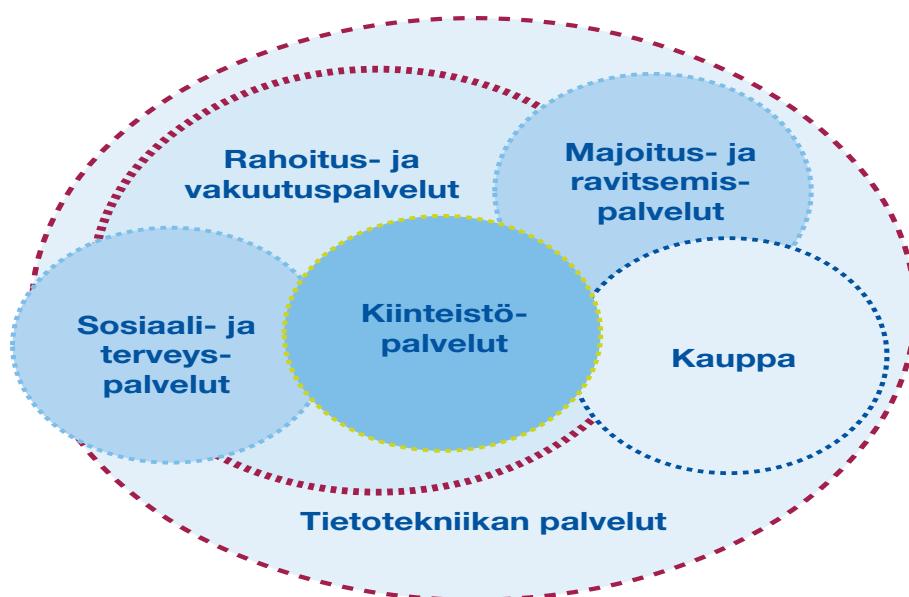 Rahoitus- ja
vakuutuspalvelut
Majoitus- ja
ravitsemis-
palvelut
Sosiaali- ja
terveys-
palvelut
Kiinteistö-
palvelut
Kauppa
Tietotekniikan palvelut